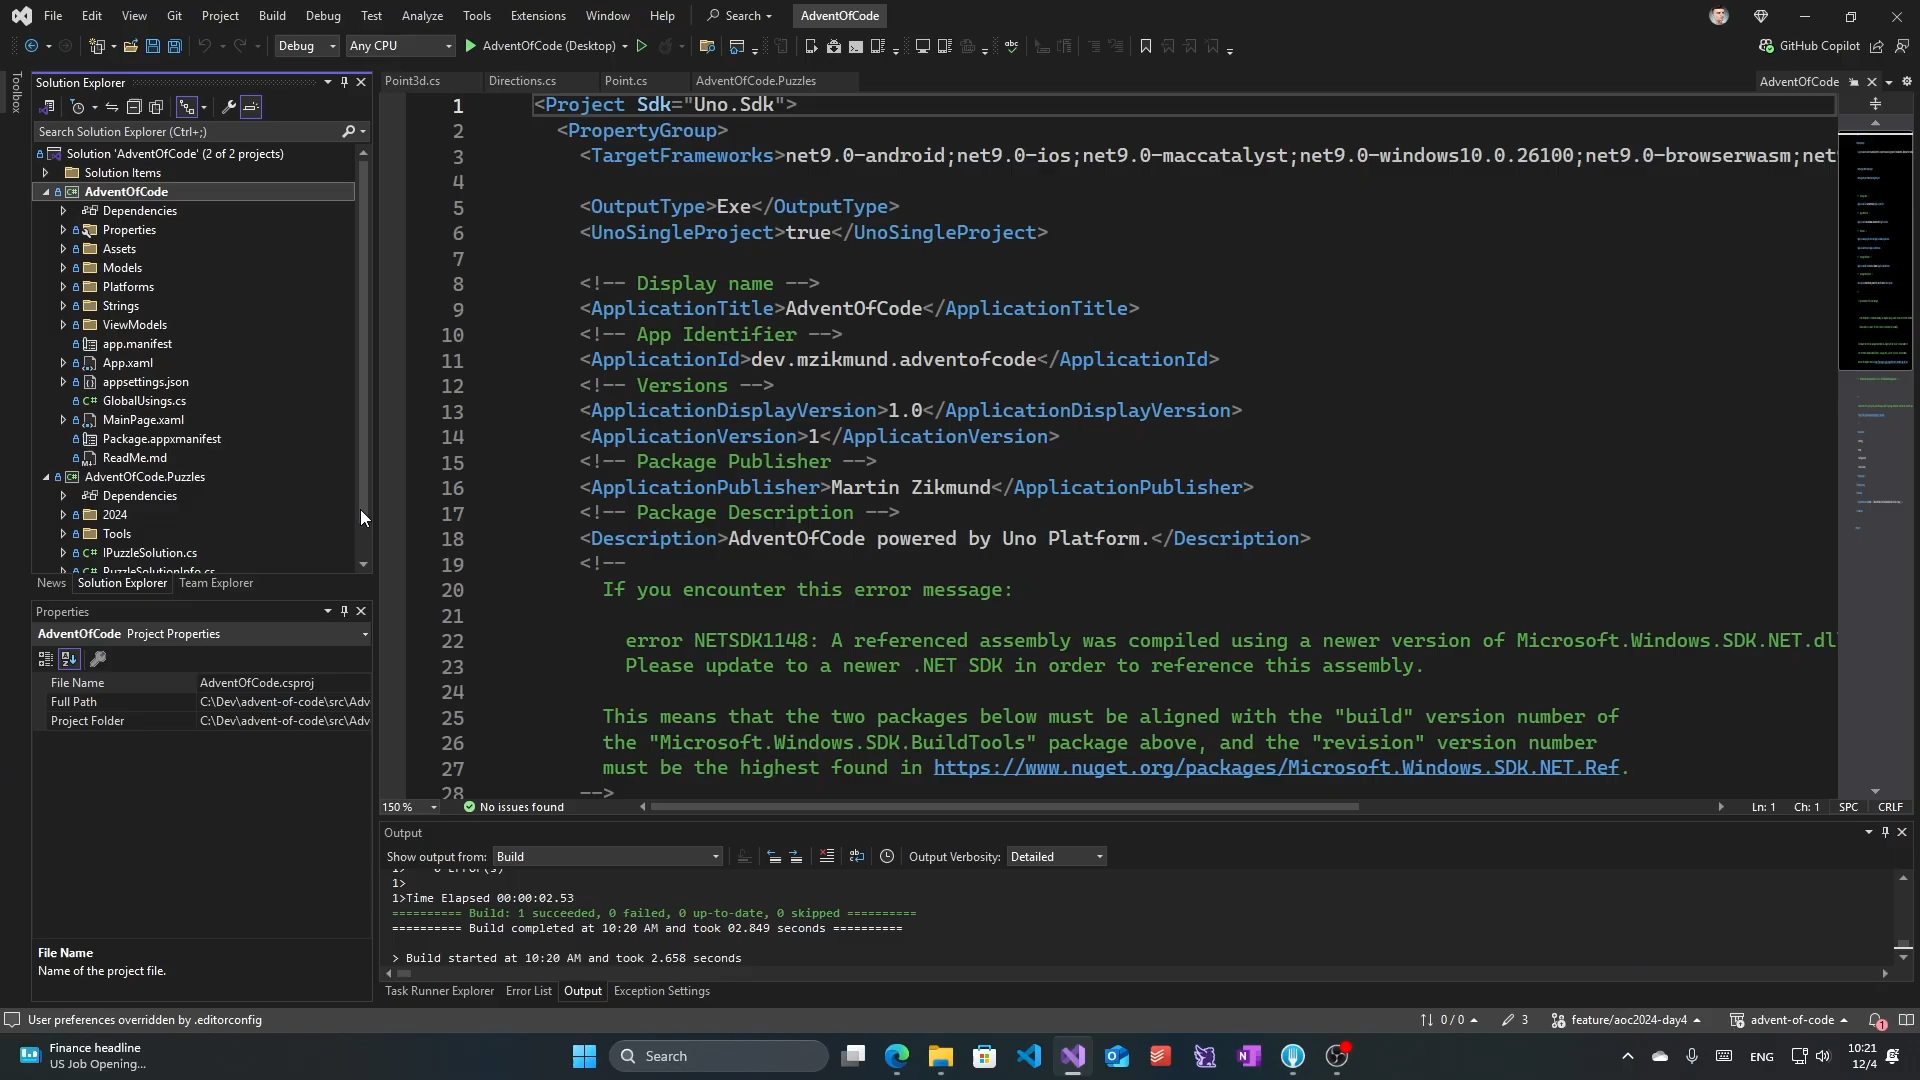 File Edit View Git Project Build Debug Test Analyze Tools Extensions Window Help Search AdventOfCode
Debug Any CPU AdventOfCode (Desktop) GitHub Copilot
Toolbox
Solution Explorer
Search Solution Explorer (Ctrl+;)
Solution 'AdventOfCode' (2 of 2 projects)
Solution Items
AdventOfCode
Dependencies
Properties
Assets
Models
Platforms
Strings
ViewModels
app.manifest
App.xaml
appsettings.json
GlobalUsings.cs
MainPage.xaml
Package.appxmanifest
ReadMe.md
AdventOfCode.Puzzles
Dependencies
2024
Tools
IPuzzleSolution.cs
PuzzleSolutionInfo.cs
News Solution Explorer Team Explorer
Properties
AdventOfCode Project Properties
File Name AdventOfCode.csproj
Full Path C:\Dev\advent-of-code\src\Adv
Project Folder C:\Dev\advent-of-code\src\Adv
File Name
Name of the project file.
Point3d.cs Directions.cs Point.cs AdventOfCode.Puzzles AdventOfCode
1 <Project Sdk="Uno.Sdk">
2 <PropertyGroup>
3 <TargetFrameworks>net9.0-android;net9.0-ios;net9.0-maccatalyst;net9.0-windows10.0.26100;net9.0-browserwasm;net
4
5 <OutputType>Exe</OutputType>
6 <UnoSingleProject>true</UnoSingleProject>
7
8 <!-- Display name -->
9 <ApplicationTitle>AdventOfCode</ApplicationTitle>
10 <!-- App Identifier -->
11 <ApplicationId>dev.mzikmund.adventofcode</ApplicationId>
12 <!-- Versions -->
13 <ApplicationDisplayVersion>1.0</ApplicationDisplayVersion>
14 <ApplicationVersion>1</ApplicationVersion>
15 <!-- Package Publisher -->
16 <ApplicationPublisher>Martin Zikmund</ApplicationPublisher>
17 <!-- Package Description -->
18 <Description>AdventOfCode powered by Uno Platform.</Description>
19 <!--
20 If you encounter this error message:
21
22 error NETSDK1148: A referenced assembly was compiled using a newer version of Microsoft.Windows.SDK.NET.dl
23 Please update to a newer .NET SDK in order to reference this assembly.
24
25 This means that the two packages below must be aligned with the "build" version number of
26 the "Microsoft.Windows.SDK.BuildTools" package above, and the "revision" version number
27 must be the highest found in https://www.nuget.org/packages/Microsoft.Windows.SDK.NET.Ref.
28 -->
150 % No issues found Ln: 1 Ch: 1 SPC CRLF
Output
Show output from: Build Output Verbosity: Detailed
1> 0 Error(s)
1>
1>Time Elapsed 00:00:02.53
========== Build: 1 succeeded, 0 failed, 0 up-to-date, 0 skipped ==========
========== Build completed at 10:20 AM and took 02.849 seconds ==========
> Build started at 10:20 AM and took 2.658 seconds
Task Runner Explorer Error List Output Exception Settings
User preferences overridden by .editorconfig 0 / 0 3 feature/aoc2024-day4 advent-of-code 1
Finance headline
US Job Opening...
Search
ENG
10:21
12/4